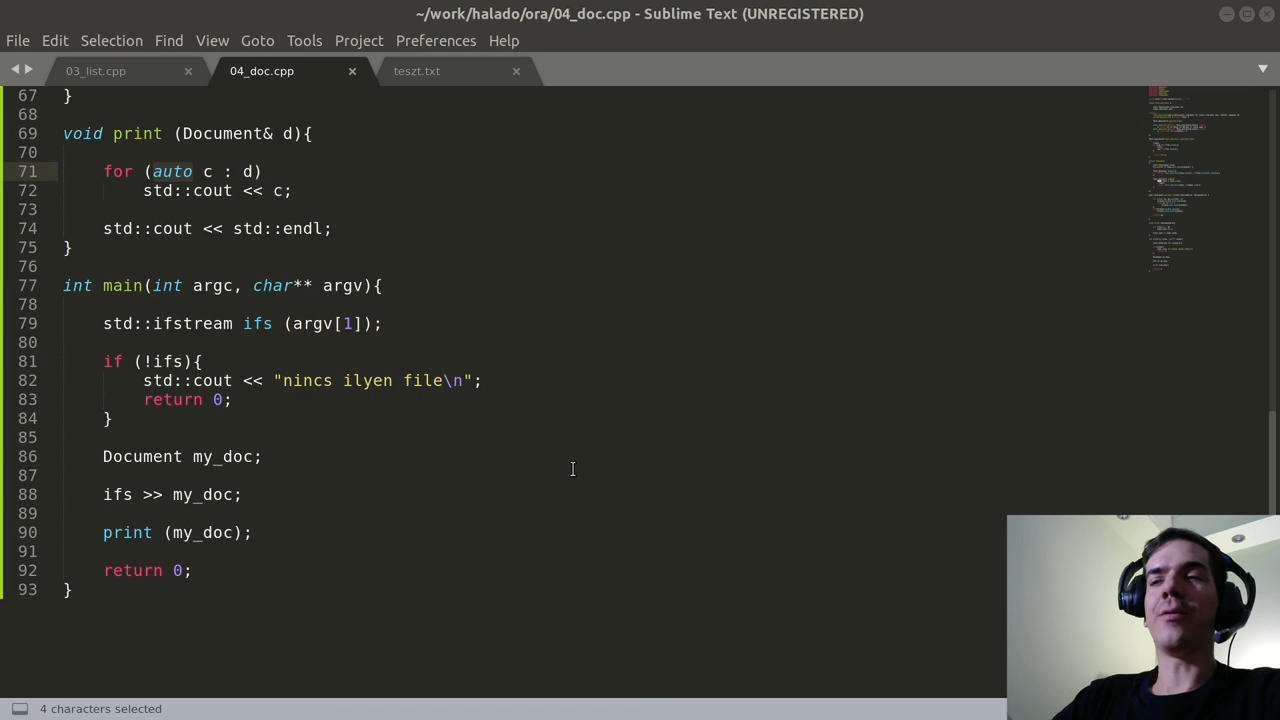 ~/work/halado/ora/04_doc.cpp - Sublime Text (UNREGISTERED)
File Edit Selection Find View Goto Tools Project Preferences Help
03_list.cpp 04_doc.cpp teszt.txt
67 }
68
69 void print (Document& d){
70
71 for (auto c : d)
72 std::cout << c;
73
74 std::cout << std::endl;
75 }
76
77 int main(int argc, char** argv){
78
79 std::ifstream ifs (argv[1]);
80
81 if (!ifs){
82 std::cout << "nincs ilyen file\n";
83 return 0;
84 }
85
86 Document my_doc;
87
88 ifs >> my_doc;
89
90 print (my_doc);
91
92 return 0;
93 }
4 characters selected